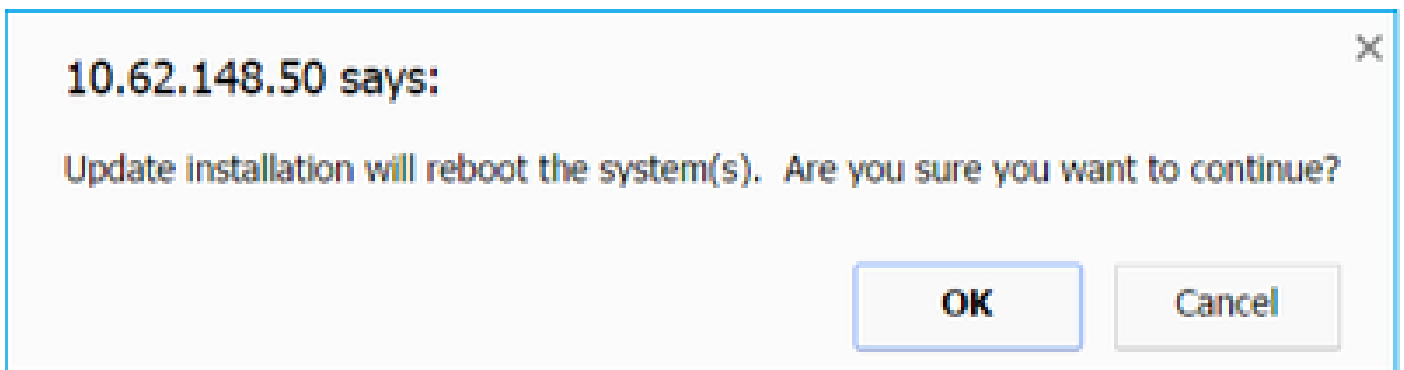 10.62.148.50 says:
Update installation will reboot the system(s).  Are you sure you want to continue?
OK
Cancel